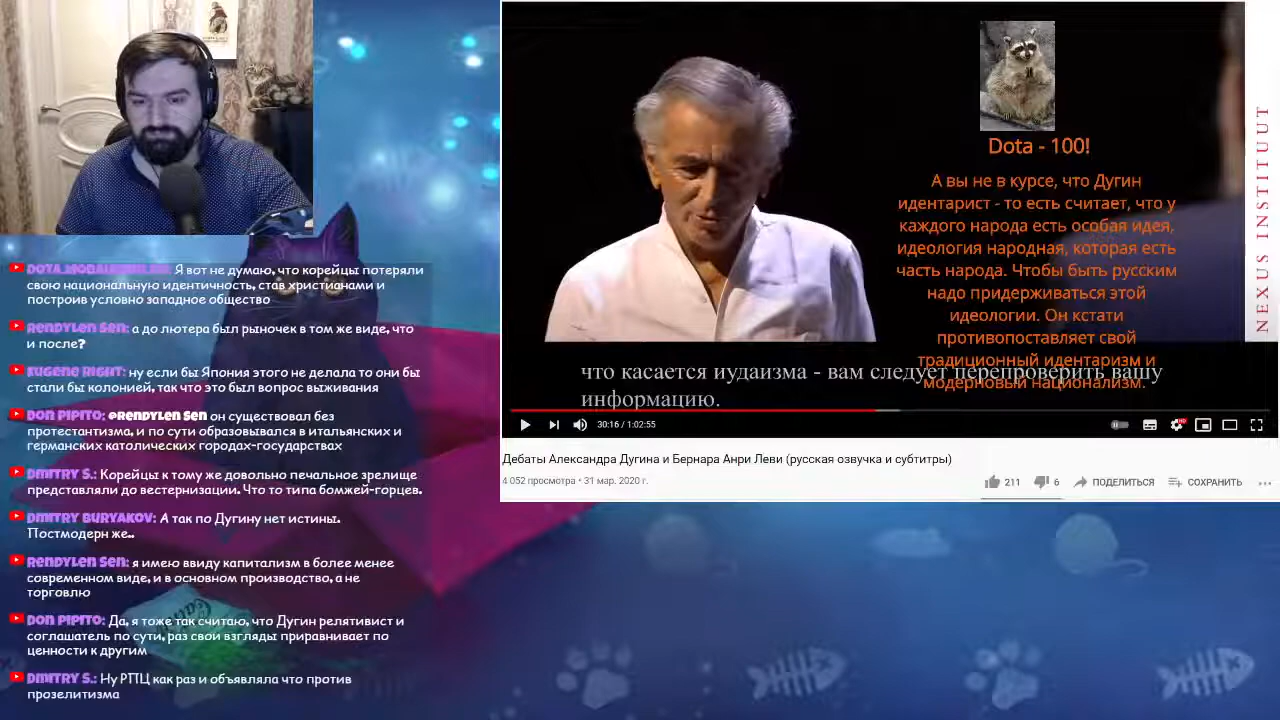 Я вот не думаю, что корейцы потеряли
свою национальную идентичность, став христианами и
построив условно западное общество
Rendylen Sen: а до лютера был рыночек в том же виде, что
и после?
Eugene Right: ну если бы Япония этого не делала то они бы
стали бы колонией, так что это был вопрос выживания
Don Pipito: @Rendylen Sen он существовал без
протестантизма, и по сути образовывался в итальянских и
германских католических городах-государствах
Dmitry S.: Корейцы к тому же довольно печальное зрелище
представляли до вестернизации. Что то типа бомжей-горцев.
Dmitry Buryakov: А так по Дугину нет истины.
Постмодерн же..
Rendylen Sen: я имею ввиду капитализм в более менее
современном виде, и в основном производство, а не
торговлю
Don Pipito: Да, я тоже так считаю, что Дугин релятивист и
соглашатель по сути, раз свои взгляды приравнивает по
ценности к другим
Dmitry S.: Ну РПЦ как раз и объявляла что против
прозелитизма
Dota - 100!
А вы не в курсе, что Дугин
идентарист - то есть считает, что у
каждого народа есть особая идея,
идеология народная, которая есть
часть народа. Чтобы быть русским
надо придерживаться этой
идеологии. Он кстати
противопоставляет свой
традиционный идентаризм и
модерновый национализм.
что касается иудаизма - вам следует перепроверить вашу
информацию.
NEXUS INSTITUUT
30:16 / 1:02:55
HD
Дебаты Александра Дугина и Бернара Анри Леви (русская озвучка и субтитры)
4 052 просмотра • 31 мар. 2020 г.
211
6
ПОДЕЛИТЬСЯ
СОХРАНИТЬ